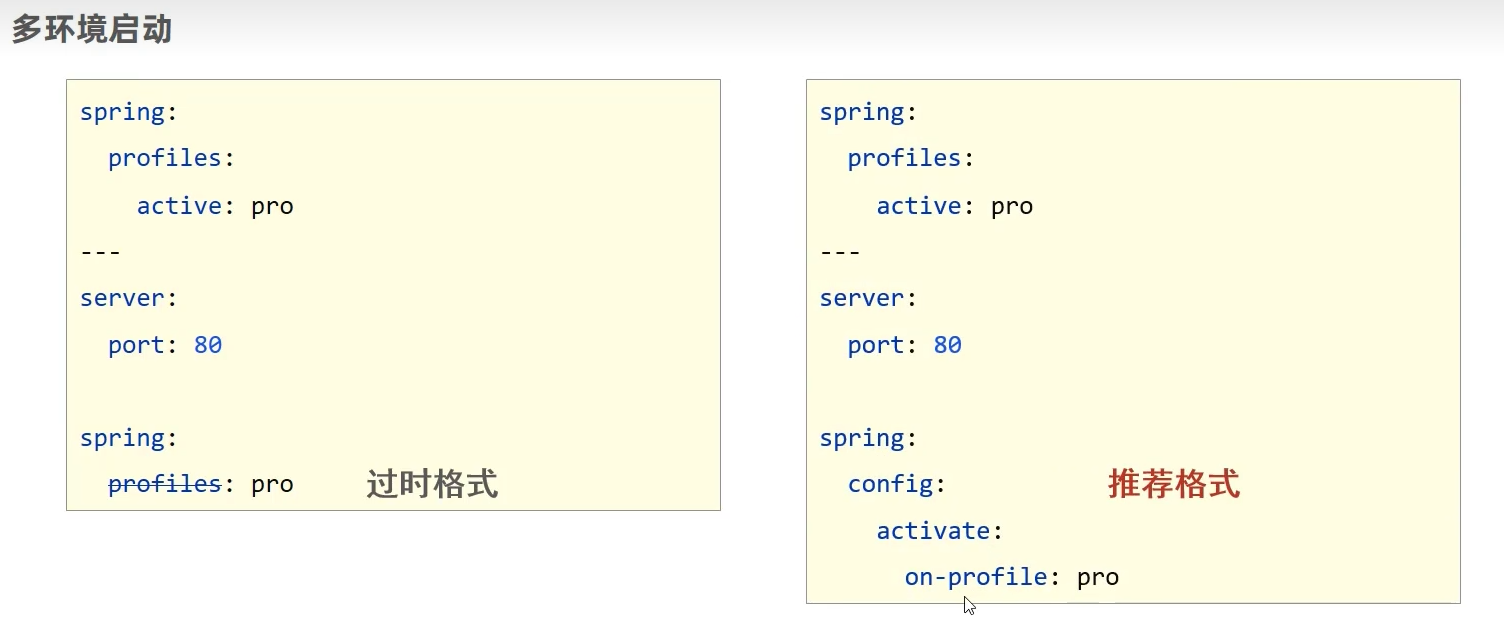 多环境启动
spring:
  profiles:
    active: pro
---
server:
  port: 80

spring:
  profiles: pro 过时格式
spring:
  profiles:
    active: pro
---
server:
  port: 80

spring:
  config: 推荐格式
    activate:
      on-profile: pro